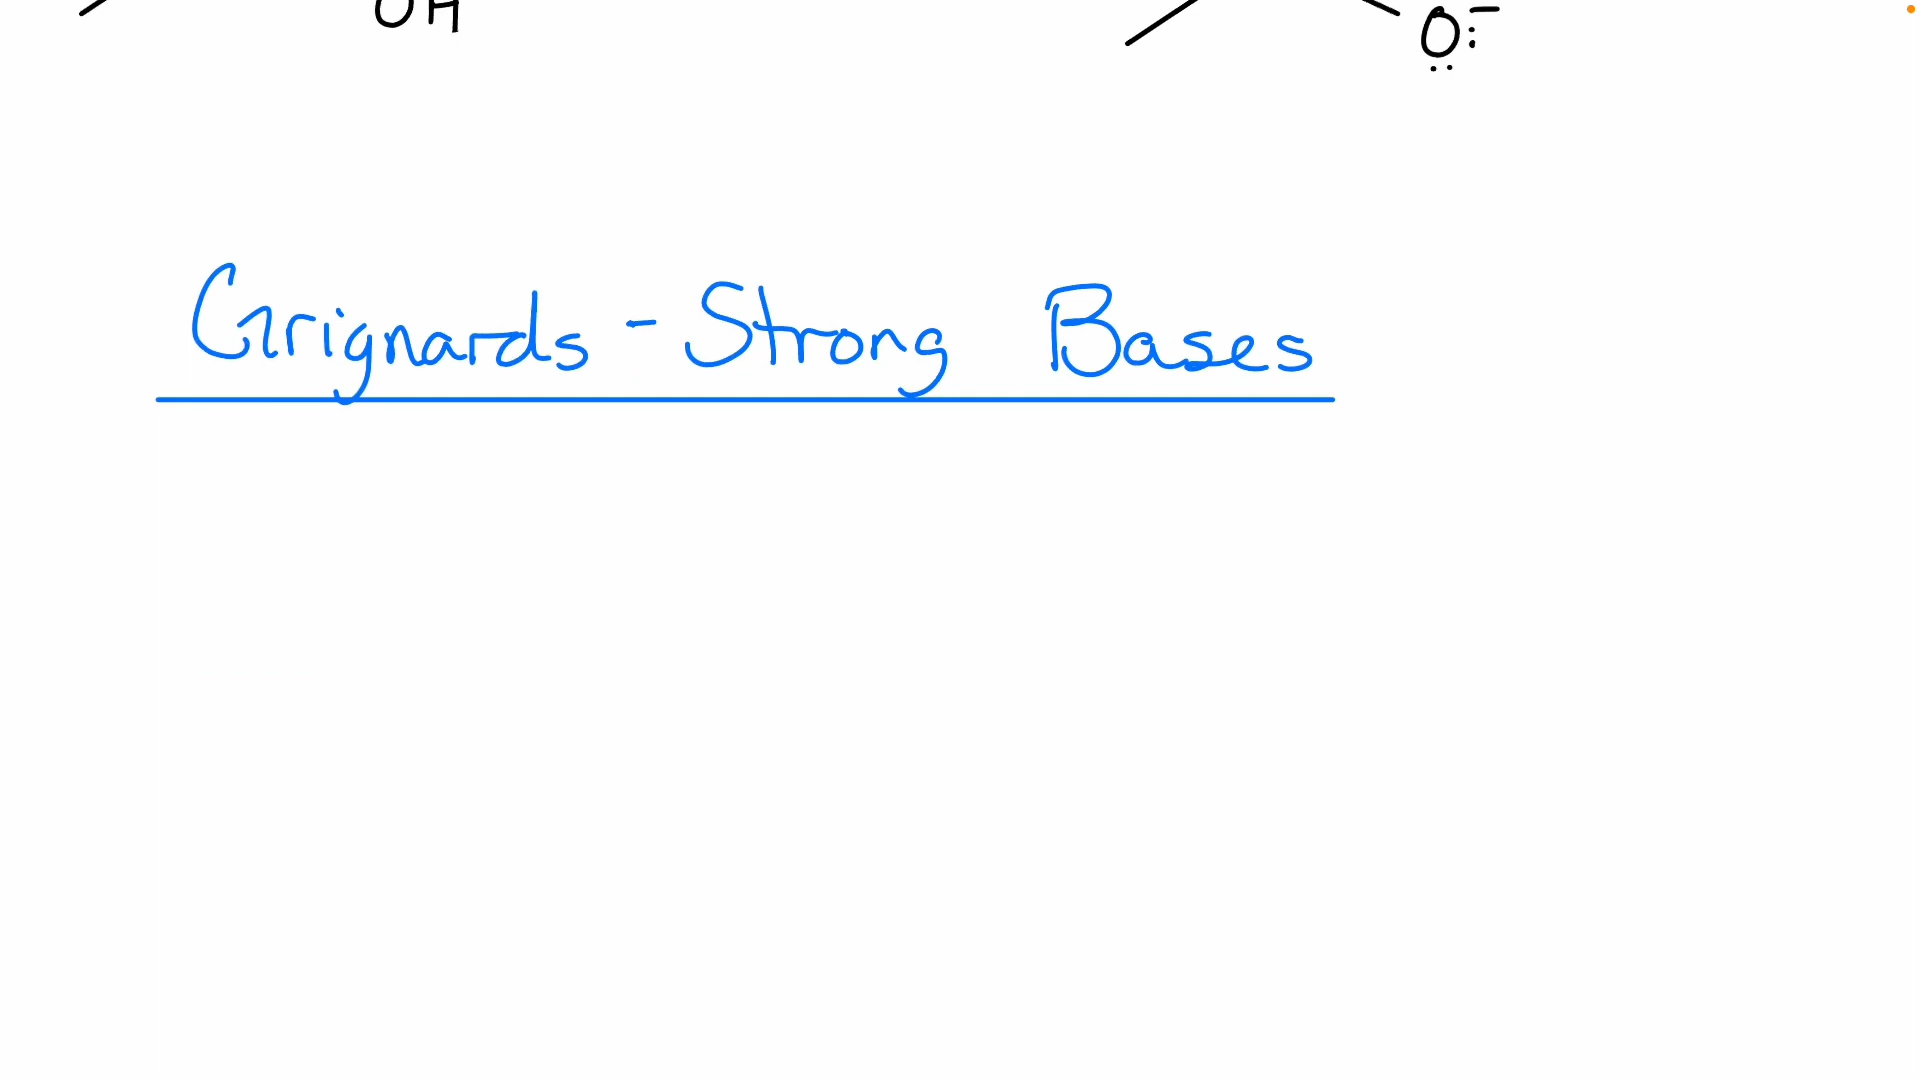 OH
O:⁻
Grignards - Strong Bases